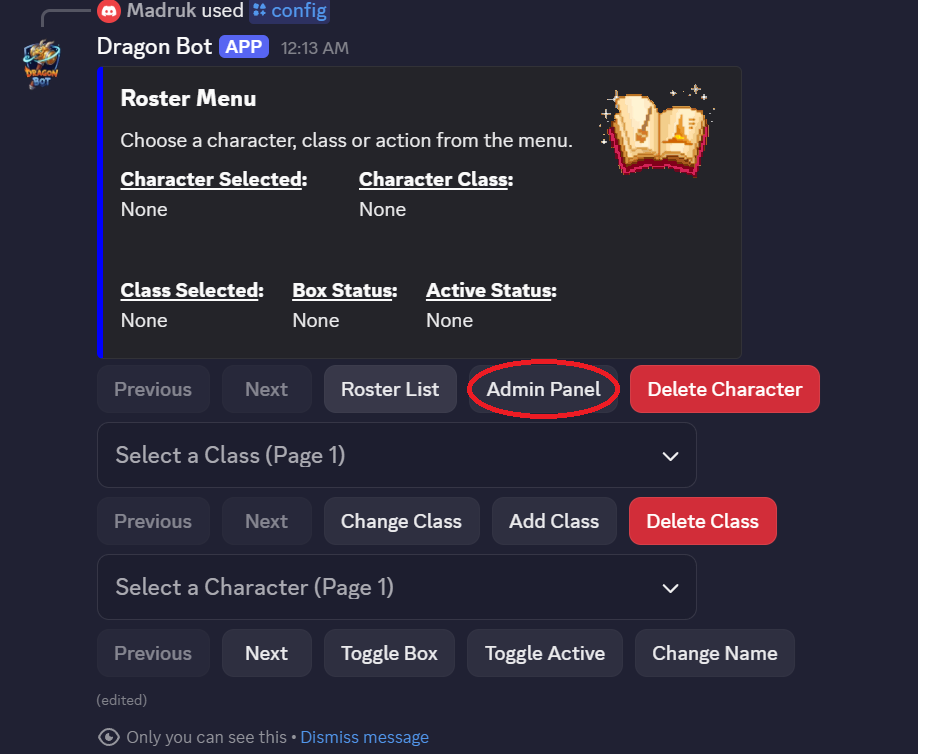 Madruk used config
Dragon Bot APP 12:13 AM
DRAGON
BOT
Roster Menu
Choose a character, class or action from the menu.
Character Selected: Character Class:
None None
Class Selected: Box Status: Active Status:
None None None
Previous Next Roster List Admin Panel Delete Character
Select a Class (Page 1)
Previous Next Change Class Add Class Delete Class
Select a Character (Page 1)
Previous Next Toggle Box Toggle Active Change Name
(edited)
Only you can see this • Dismiss message